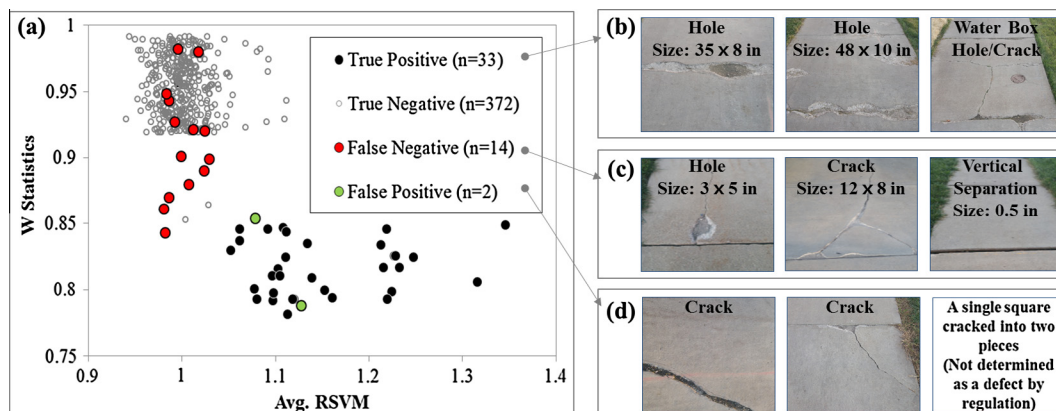 (a)
W Statistics
1
0.95
0.9
0.85
0.8
0.75
0.9
1
1.1
1.2
1.3
1.4
Avg. RSVM
True Positive (n=33)
True Negative (n=372)
False Negative (n=14)
False Positive (n=2)
(b)
Hole
Size: 35 x 8 in
Hole
Size: 48 x 10 in
Water Box
Hole/Crack
(c)
Hole
Size: 3 x 5 in
Crack
Size: 12 x 8 in
Vertical
Separation
Size: 0.5 in
(d)
Crack
Crack
A single square
cracked into two
pieces
(Not determined
as a defect by
regulation)